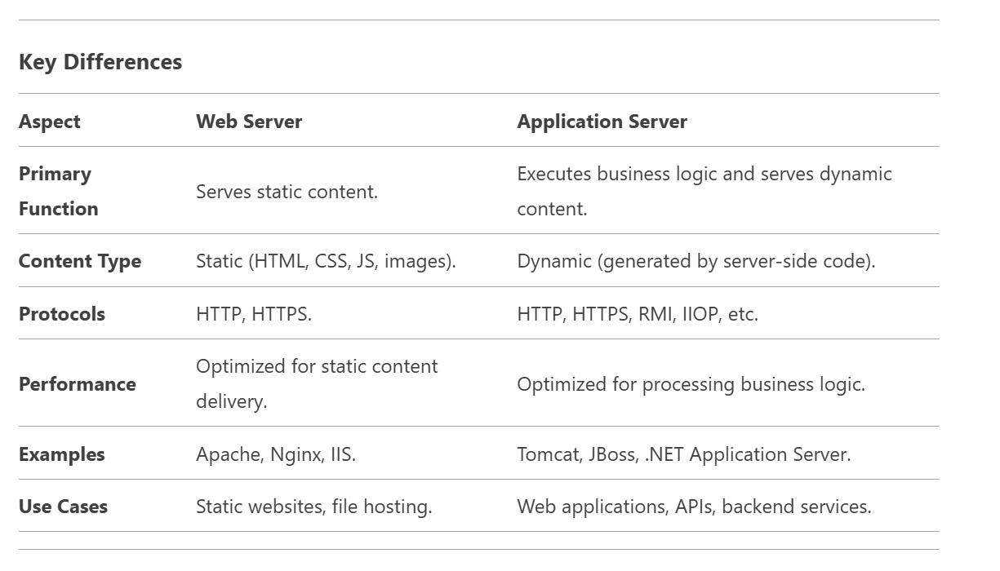 Key Differences
Aspect Web Server Application Server
Primary Function Serves static content. Executes business logic and serves dynamic content.
Content Type Static (HTML, CSS, JS, images). Dynamic (generated by server-side code).
Protocols HTTP, HTTPS. HTTP, HTTPS, RMI, IIOP, etc.
Performance Optimized for static content delivery. Optimized for processing business logic.
Examples Apache, Nginx, IIS. Tomcat, JBoss, .NET Application Server.
Use Cases Static websites, file hosting. Web applications, APIs, backend services.